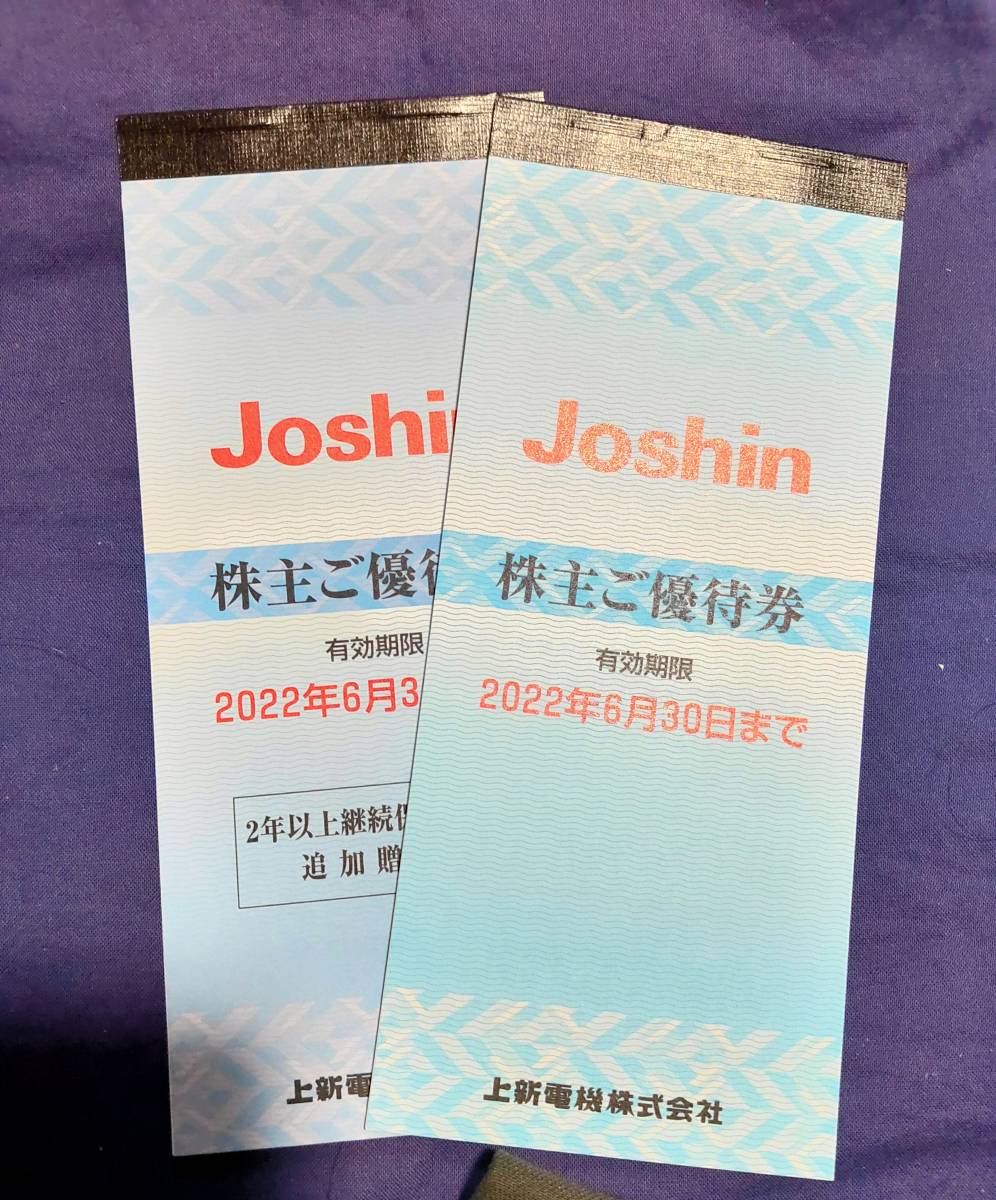 Joshin
株主ご優待
有効期限
2022年6月3
2年以上継続
追加贈
上新電
Joshin
株主ご優待券
有効期限
2022年6月30日まで
上新電機株式会社